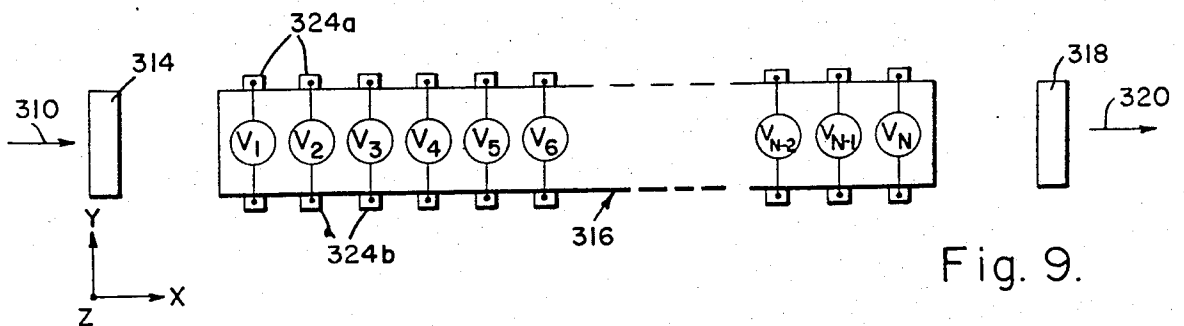 324a
314
318
310
320
V1 V2 V3 V4 V5 V6 VN-2 VN-1 VN
Y
324b
316
Fig. 9.
X
Z